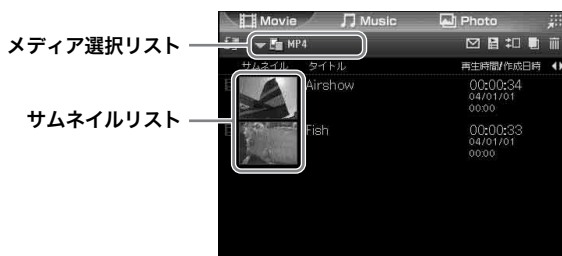 Movie Music Photo
メディア選択リスト
MP4
サムネイル タイトル 再生時間/作成日時
サムネイルリスト
Airshow 00:00:34
04/01/01
00:00
Fish 00:00:33
04/01/01
00:00